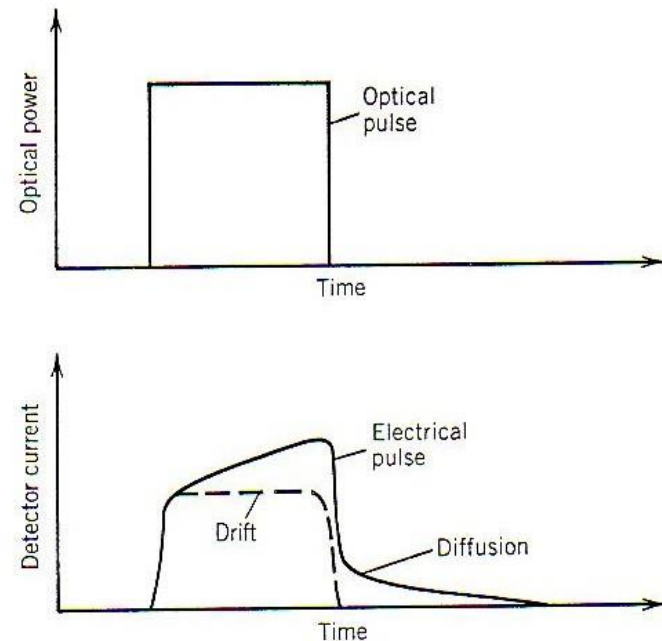 Optical power
Optical
pulse
Time
Detector current
Electrical
pulse
Drift
Diffusion
Time